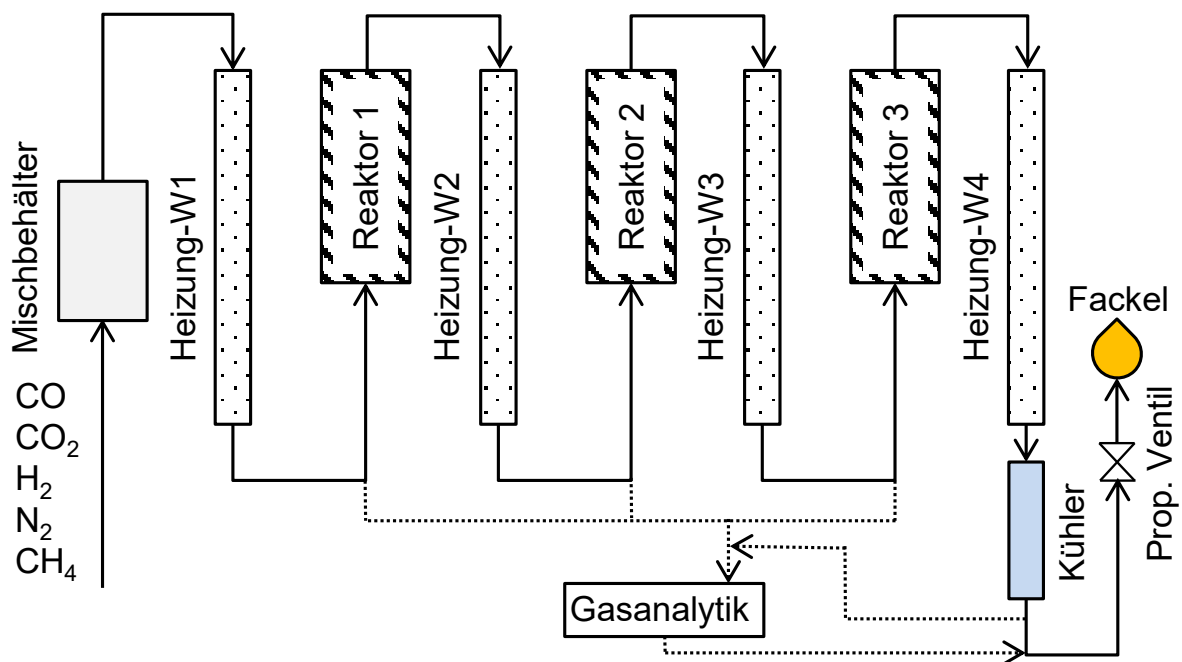 Mischbehälter
CO
CO₂
H₂
N₂
CH₄
Heizung-W1
Reaktor 1
Heizung-W2
Reaktor 2
Heizung-W3
Reaktor 3
Heizung-W4
Fackel
Prop. Ventil
Kühler
Gasanalytik